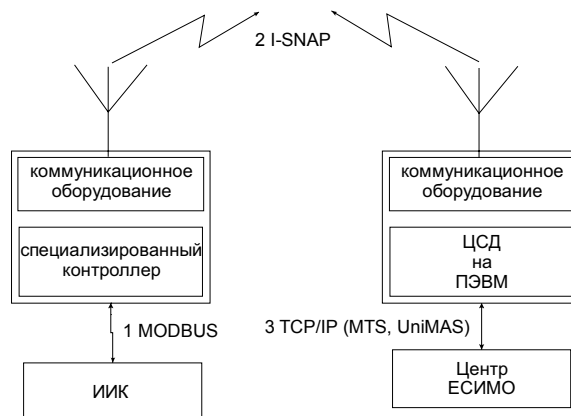 2 I-SNAP
коммуникационное
оборудование
специализированный
контроллер
1 MODBUS
ИИК
коммуникационное
оборудование
ЦСД
на
ПЭВМ
3 TCP/IP (MTS, UniMAS)
Центр
ЕСИМО